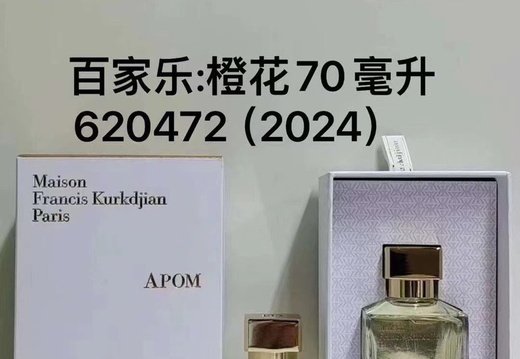 百家乐:橙花70毫升
620472（2024）
Maison
Francis Kurkdjian
Paris
APOM